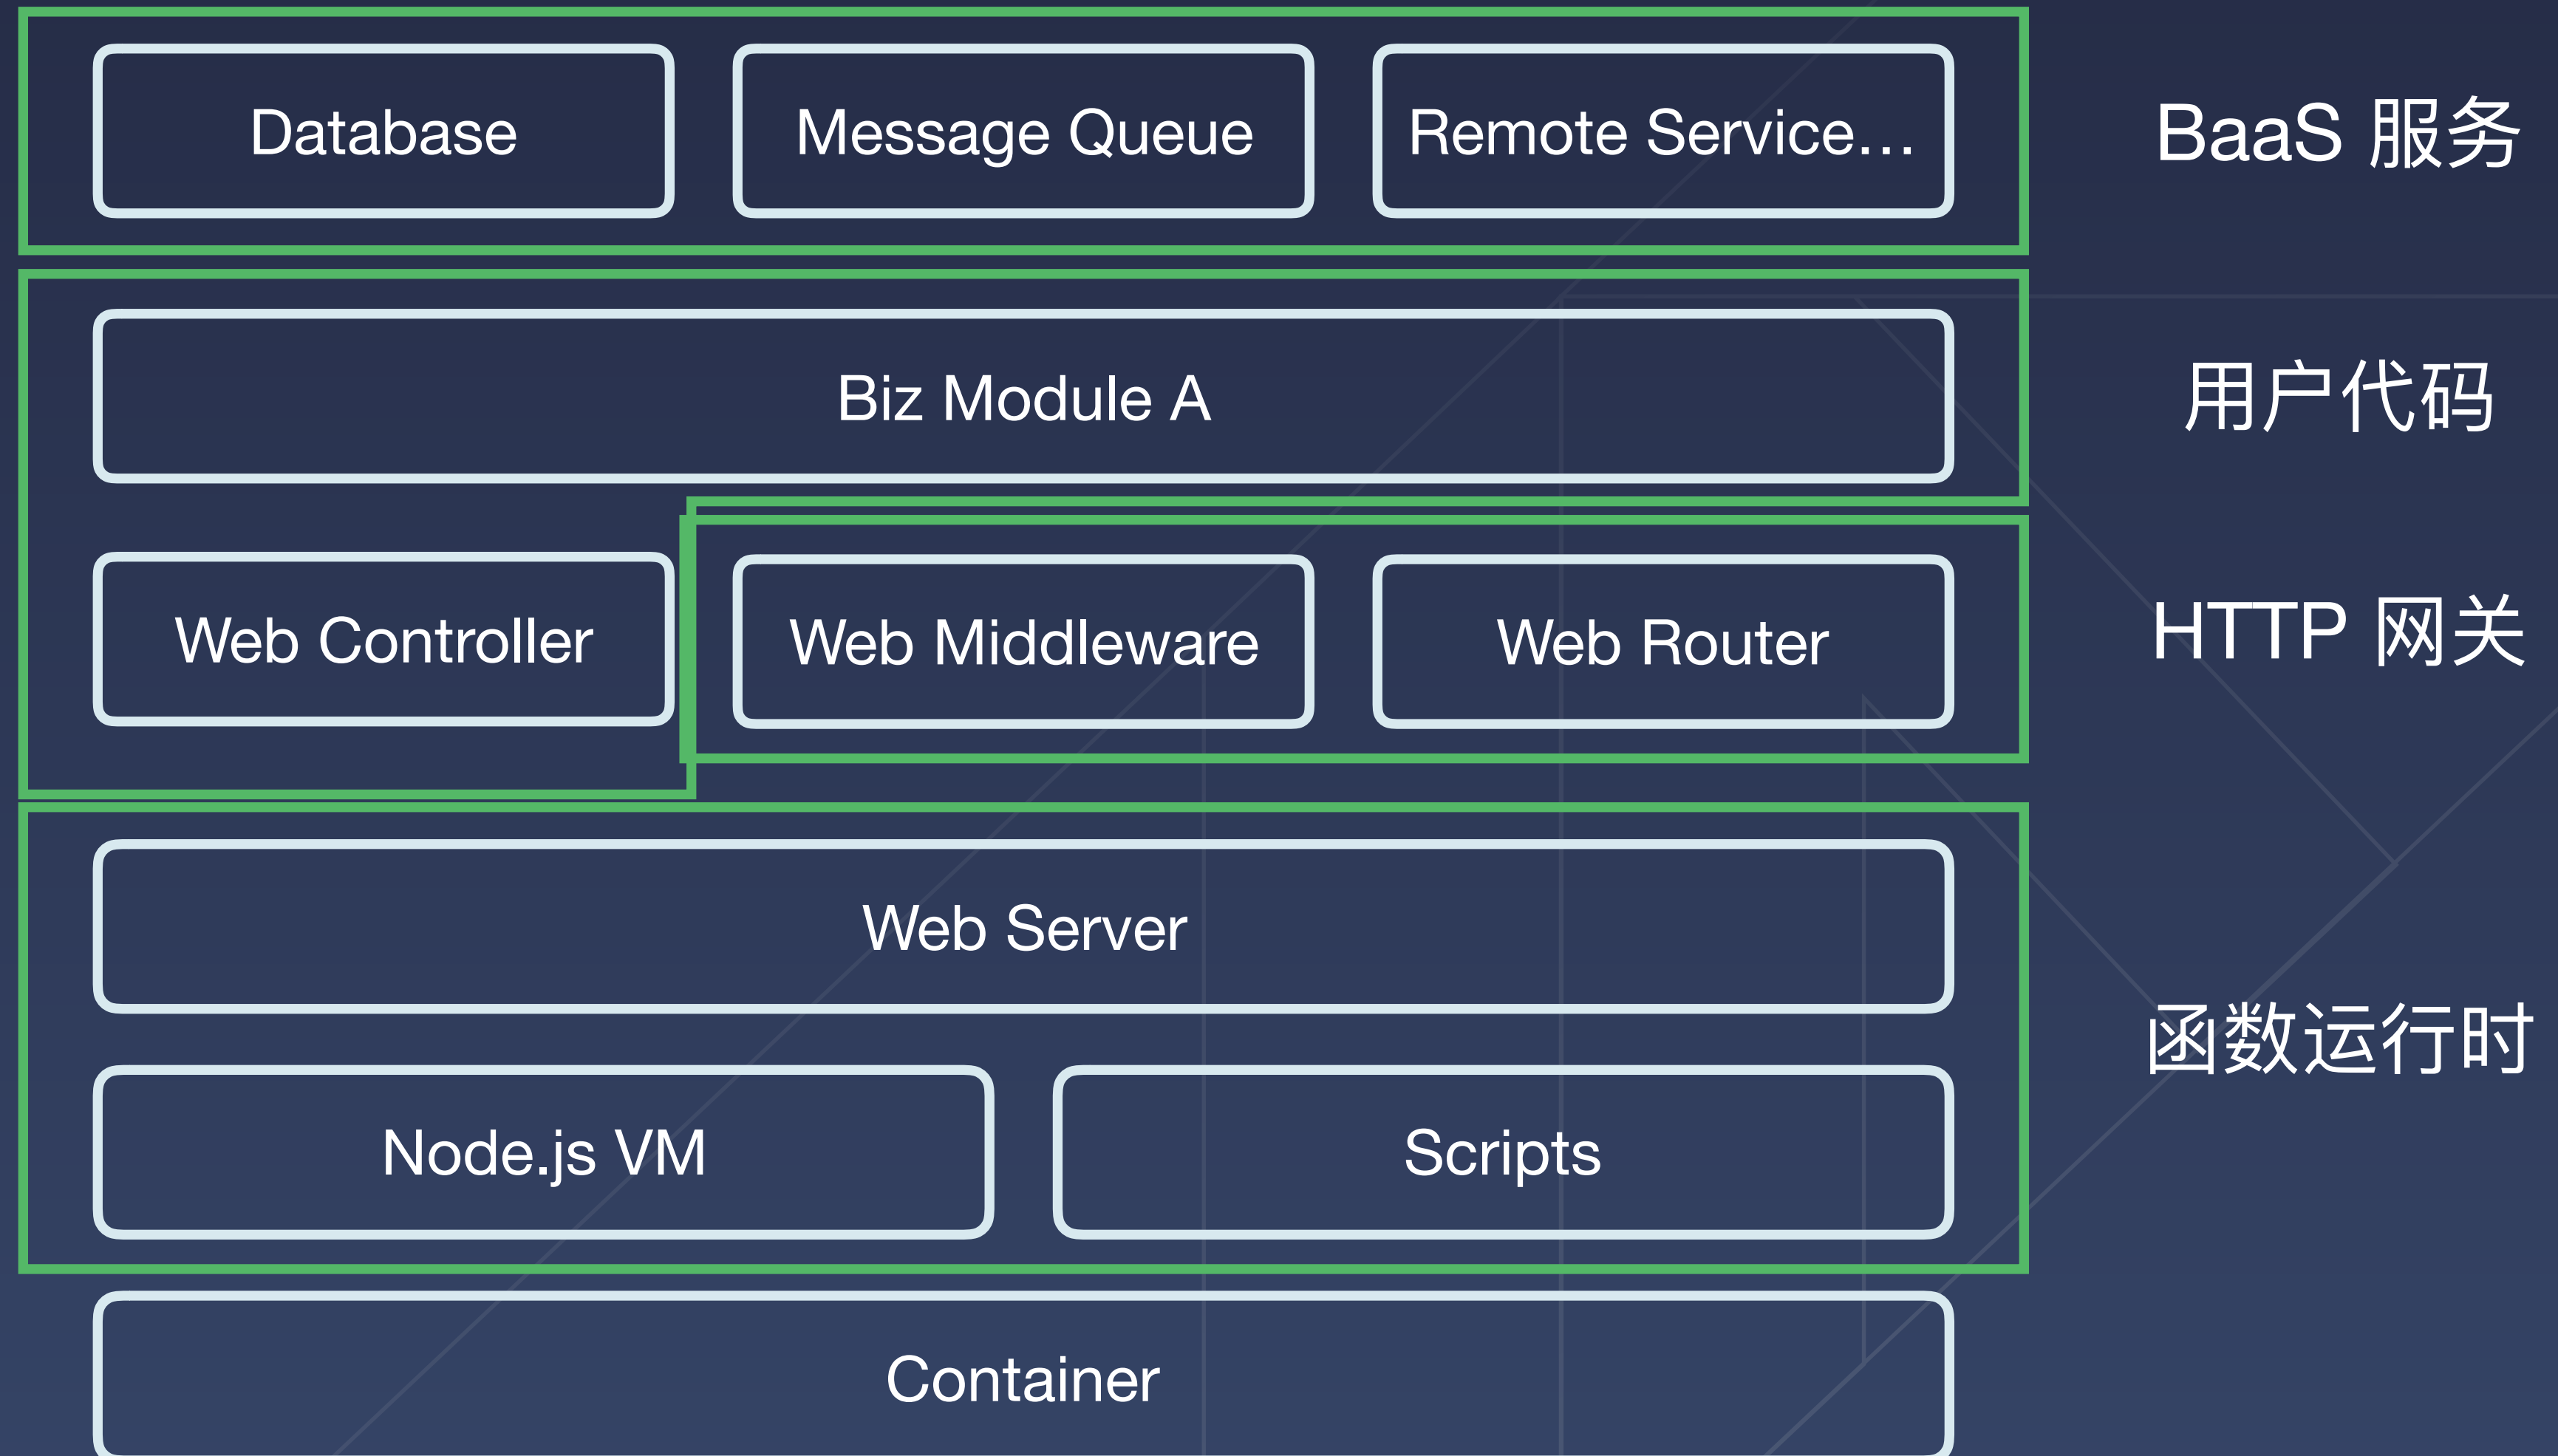 Database
Message Queue
Remote Service…
BaaS 服务
Biz Module A
用户代码
Web Controller
Web Middleware
Web Router
HTTP 网关
Web Server
函数运行时
Node.js VM
Scripts
Container